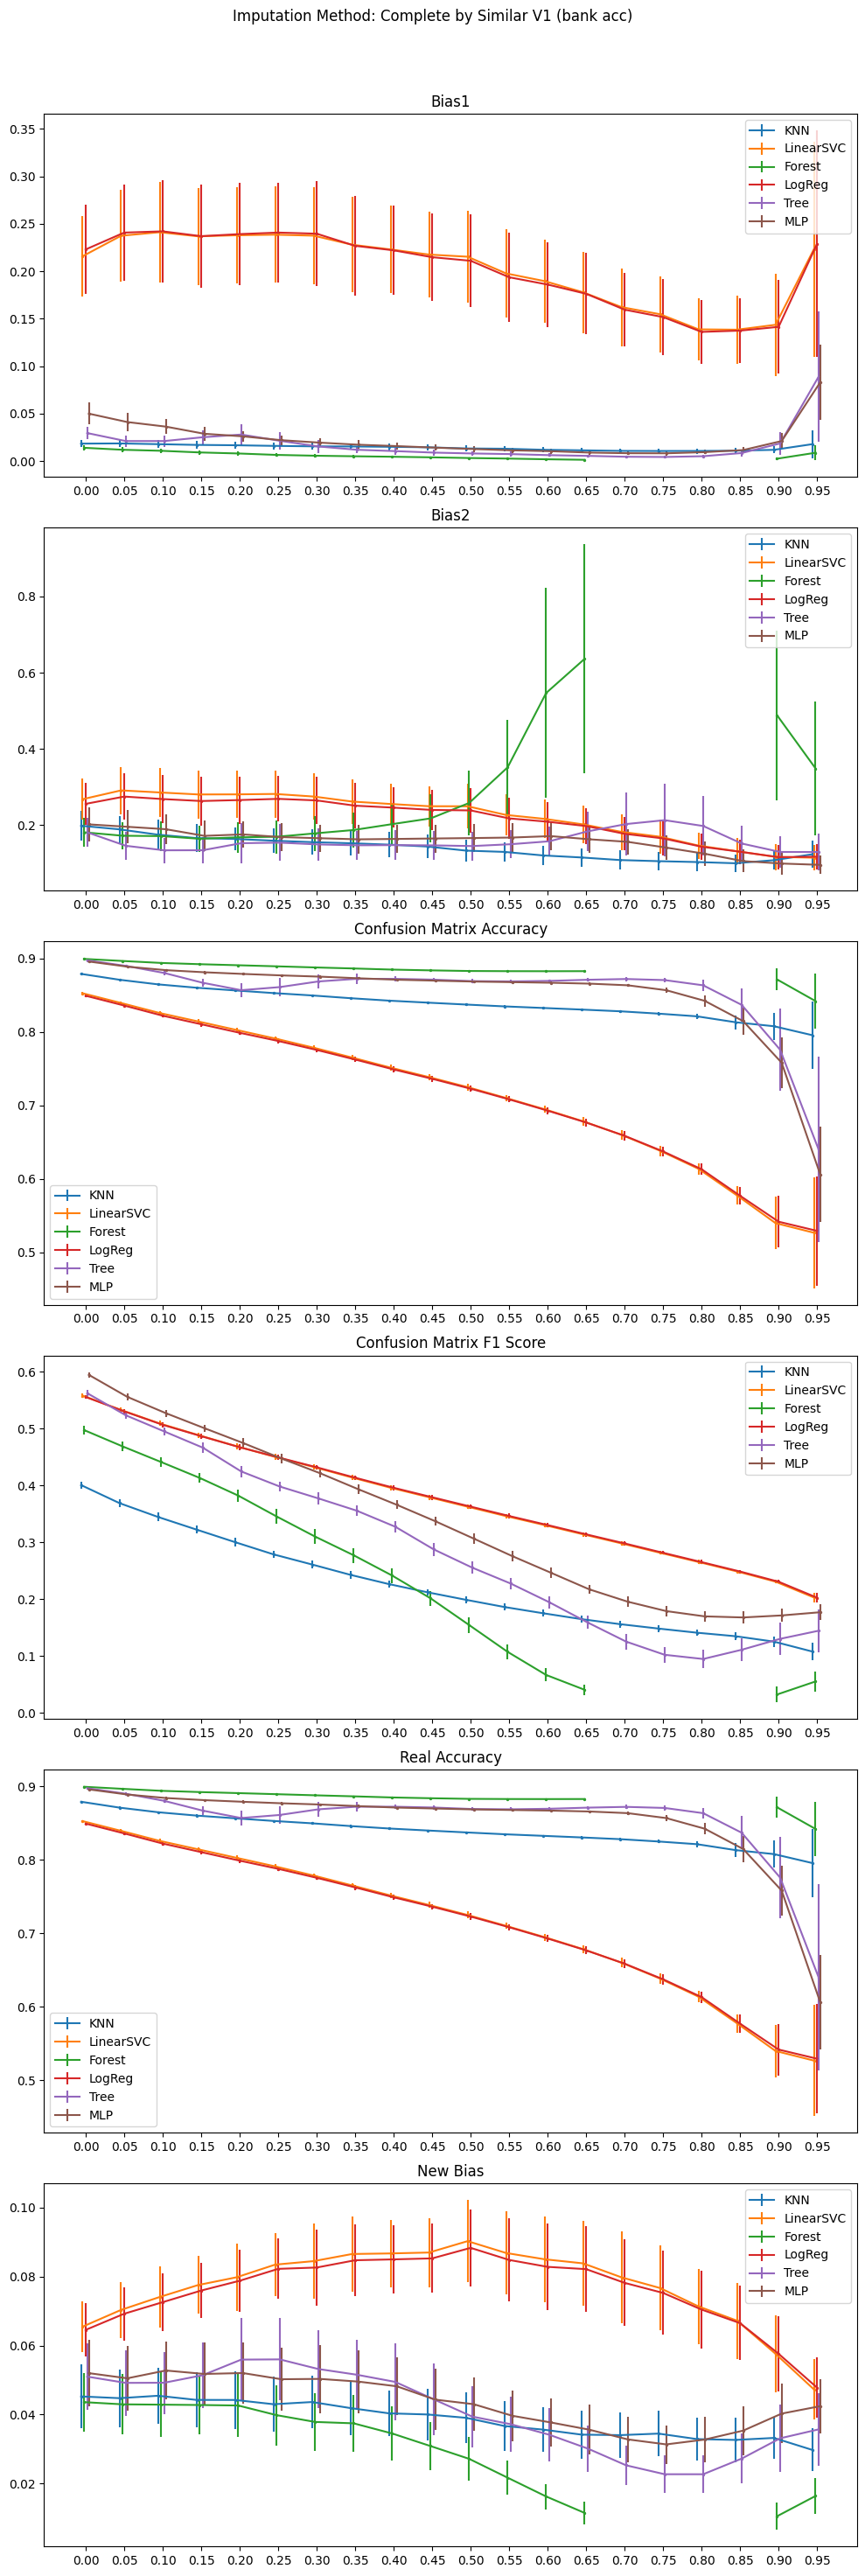 Imputation Method: Complete by Similar V1 (bank acc)
Bias1
0.35
0.30
0.25
0.20
0.15
0.10
0.05
0.00
KNN
LinearSVC
Forest
LogReg
Tree
MLP
0.00 0.05 0.10 0.15 0.20 0.25 0.30 0.35 0.40 0.45 0.50 0.55 0.60 0.65 0.70 0.75 0.80 0.85 0.90 0.95
Bias2
0.8
0.6
0.4
0.2
KNN
LinearSVC
Forest
LogReg
Tree
MLP
0.00 0.05 0.10 0.15 0.20 0.25 0.30 0.35 0.40 0.45 0.50 0.55 0.60 0.65 0.70 0.75 0.80 0.85 0.90 0.95
Confusion Matrix Accuracy
0.9
0.8
0.7
0.6
0.5
KNN
LinearSVC
Forest
LogReg
Tree
MLP
0.00 0.05 0.10 0.15 0.20 0.25 0.30 0.35 0.40 0.45 0.50 0.55 0.60 0.65 0.70 0.75 0.80 0.85 0.90 0.95
Confusion Matrix F1 Score
0.6
0.5
0.4
0.3
0.2
0.1
0.0
KNN
LinearSVC
Forest
LogReg
Tree
MLP
0.00 0.05 0.10 0.15 0.20 0.25 0.30 0.35 0.40 0.45 0.50 0.55 0.60 0.65 0.70 0.75 0.80 0.85 0.90 0.95
Real Accuracy
0.9
0.8
0.7
0.6
0.5
KNN
LinearSVC
Forest
LogReg
Tree
MLP
0.00 0.05 0.10 0.15 0.20 0.25 0.30 0.35 0.40 0.45 0.50 0.55 0.60 0.65 0.70 0.75 0.80 0.85 0.90 0.95
New Bias
0.10
0.08
0.06
0.04
0.02
KNN
LinearSVC
Forest
LogReg
Tree
MLP
0.00 0.05 0.10 0.15 0.20 0.25 0.30 0.35 0.40 0.45 0.50 0.55 0.60 0.65 0.70 0.75 0.80 0.85 0.90 0.95